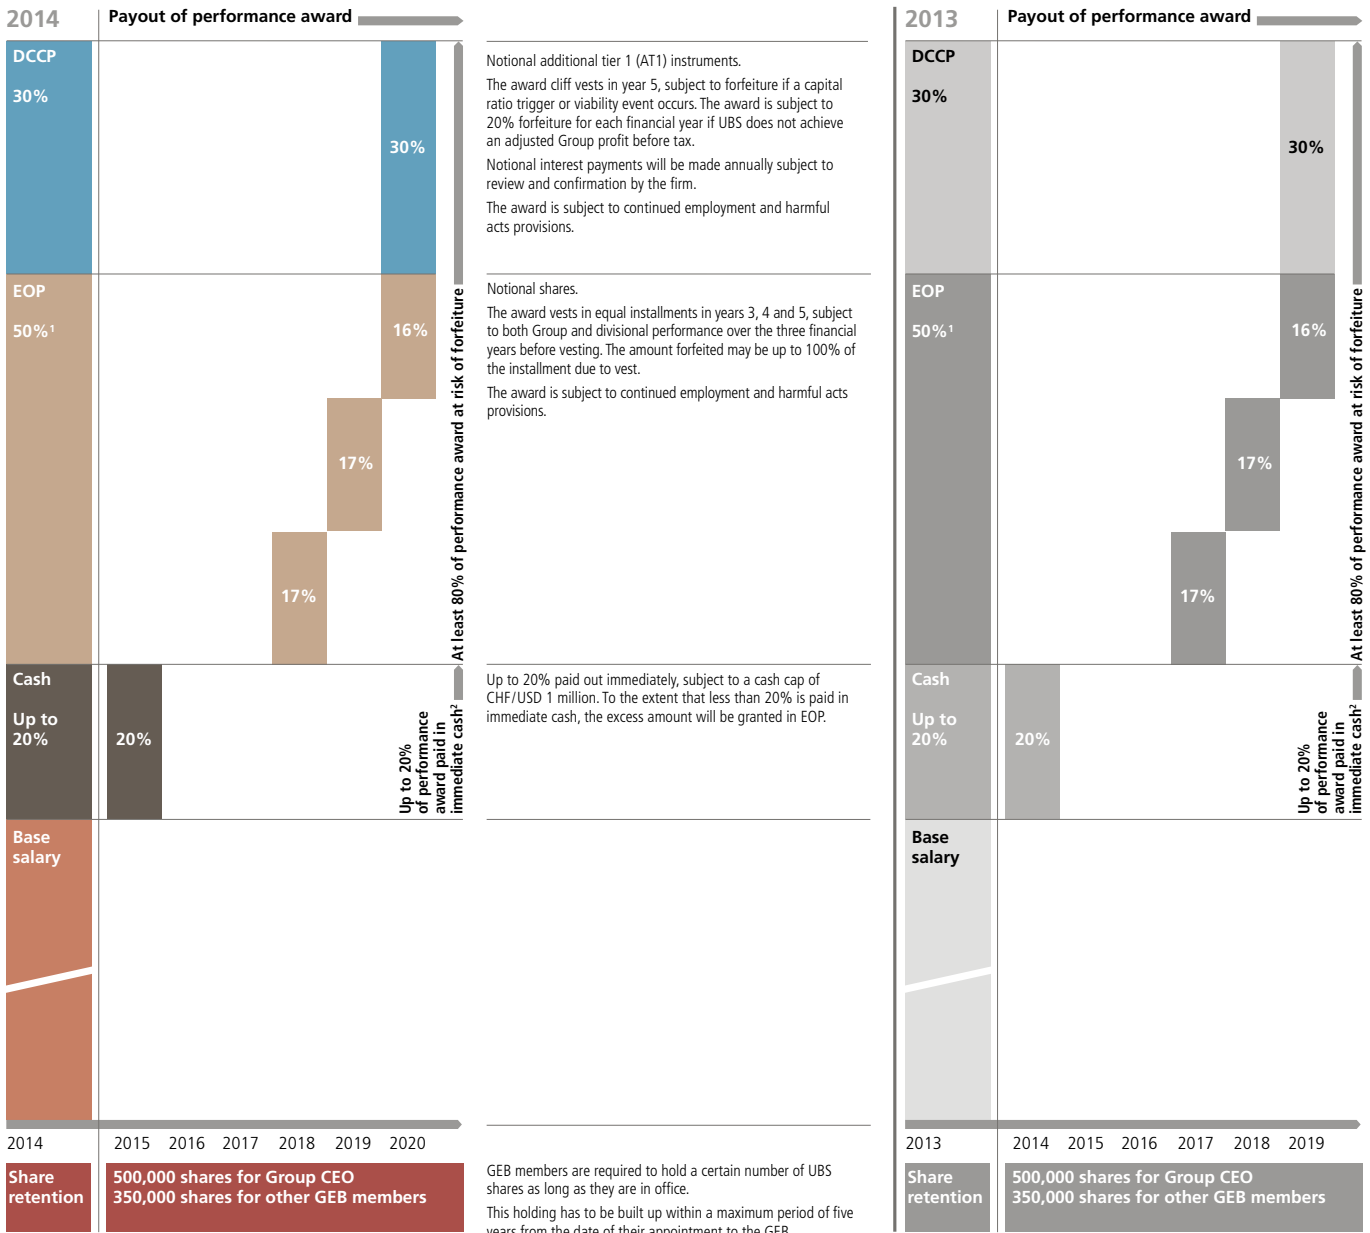 2014
Payout of performance award
DCCP
30%
30%
EOP
50%¹
16%
17%
17%
Cash
Up to
20%
20%
At least 80% of performance award at risk of forfeiture
Up to 20%
of performance
award paid in
immediate cash²
Base
salary
2014
2015 2016 2017 2018 2019 2020
Share
retention
500,000 shares for Group CEO
350,000 shares for other GEB members
Notional additional tier 1 (AT1) instruments.
The award cliff vests in year 5, subject to forfeiture if a capital
ratio trigger or viability event occurs. The award is subject to
20% forfeiture for each financial year if UBS does not achieve
an adjusted Group profit before tax.
Notional interest payments will be made annually subject to
review and confirmation by the firm.
The award is subject to continued employment and harmful
acts provisions.
Notional shares.
The award vests in equal installments in years 3, 4 and 5, subject
to both Group and divisional performance over the three financial
years before vesting. The amount forfeited may be up to 100% of
the installment due to vest.
The award is subject to continued employment and harmful acts
provisions.
Up to 20% paid out immediately, subject to a cash cap of
CHF/USD 1 million. To the extent that less than 20% is paid in
immediate cash, the excess amount will be granted in EOP.
GEB members are required to hold a certain number of UBS
shares as long as they are in office.
This holding has to be built up within a maximum period of five
years from the date of their appointment to the GEB.
2013
Payout of performance award
DCCP
30%
30%
EOP
50%¹
16%
17%
17%
Cash
Up to
20%
20%
At least 80% of performance award at risk of forfeiture
Up to 20%
of performance
award paid in
immediate cash²
Base
salary
2013
2014 2015 2016 2017 2018 2019
Share
retention
500,000 shares for Group CEO
350,000 shares for other GEB members